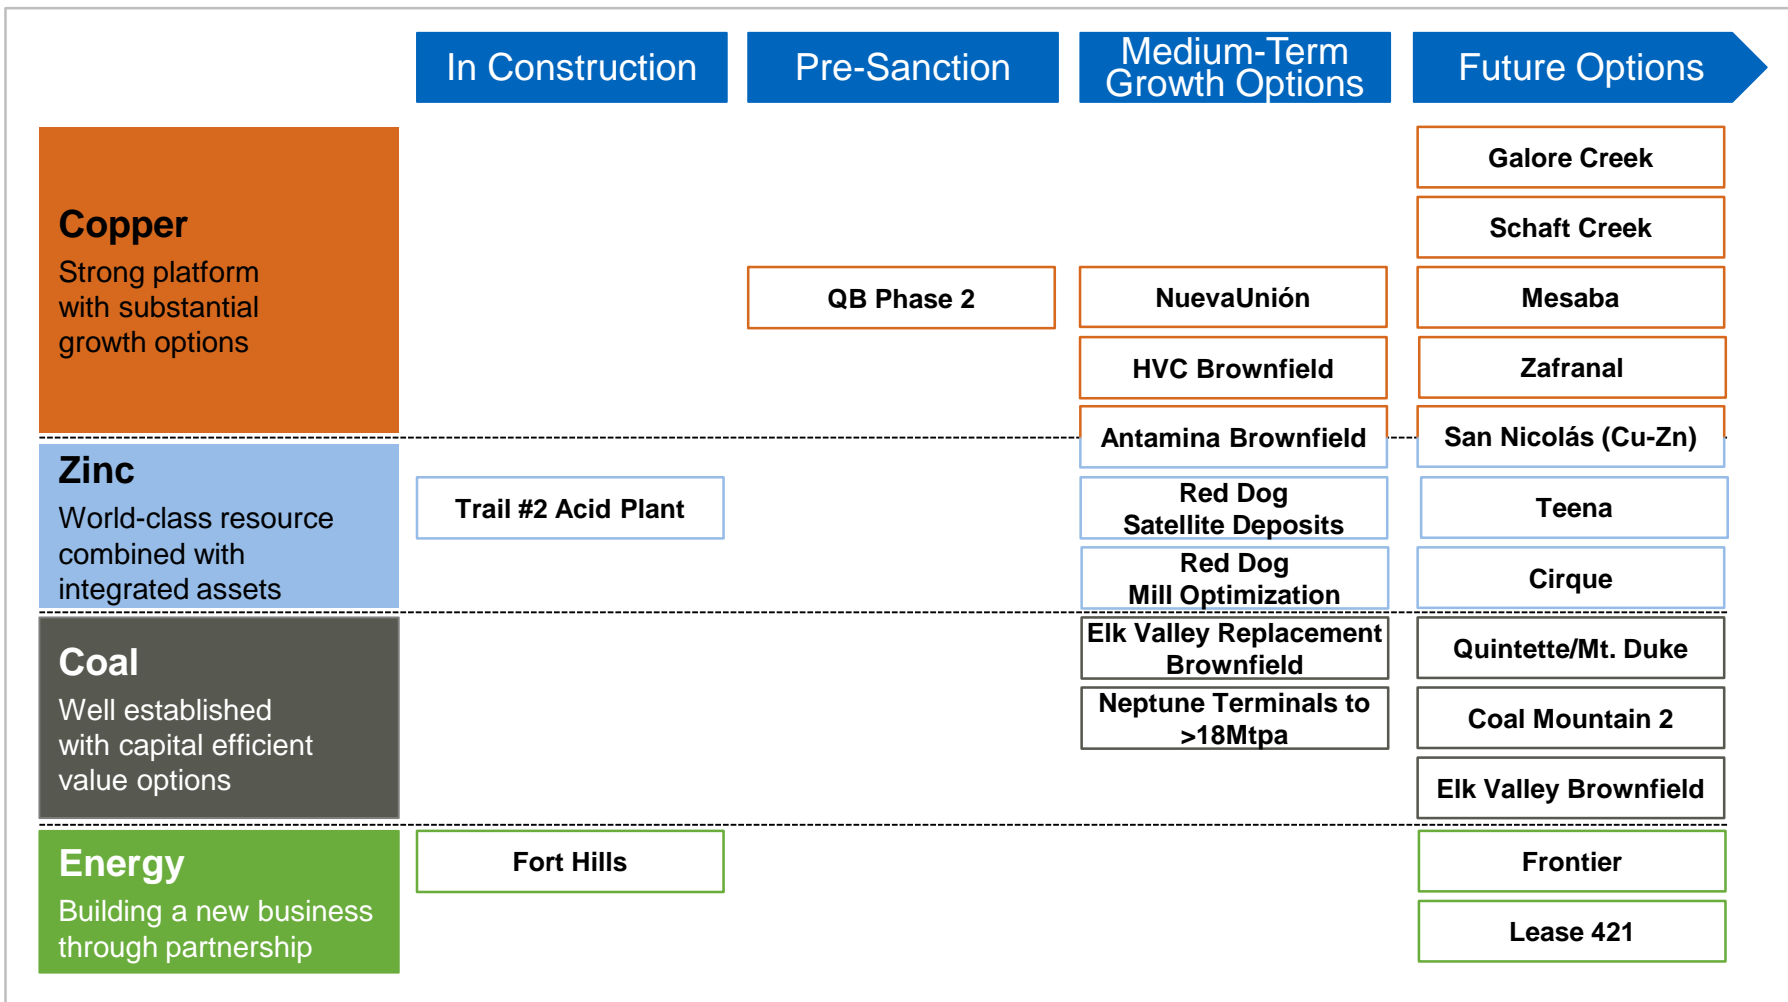 In Construction
Pre-Sanction
Medium-Term
Growth Options
Future Options
Copper
Strong platform
with substantial
growth options
Galore Creek
Schaft Creek
QB Phase 2
NuevaUnión
Mesaba
HVC Brownfield
Zafranal
Antamina Brownfield
San Nicolás (Cu-Zn)
Zinc
World-class resource
combined with
integrated assets
Trail #2 Acid Plant
Red Dog
Satellite Deposits
Teena
Red Dog
Mill Optimization
Cirque
Coal
Well established
with capital efficient
value options
Elk Valley Replacement
Brownfield
Quintette/Mt. Duke
Neptune Terminals to
>18Mtpa
Coal Mountain 2
Elk Valley Brownfield
Energy
Building a new business
through partnership
Fort Hills
Frontier
Lease 421